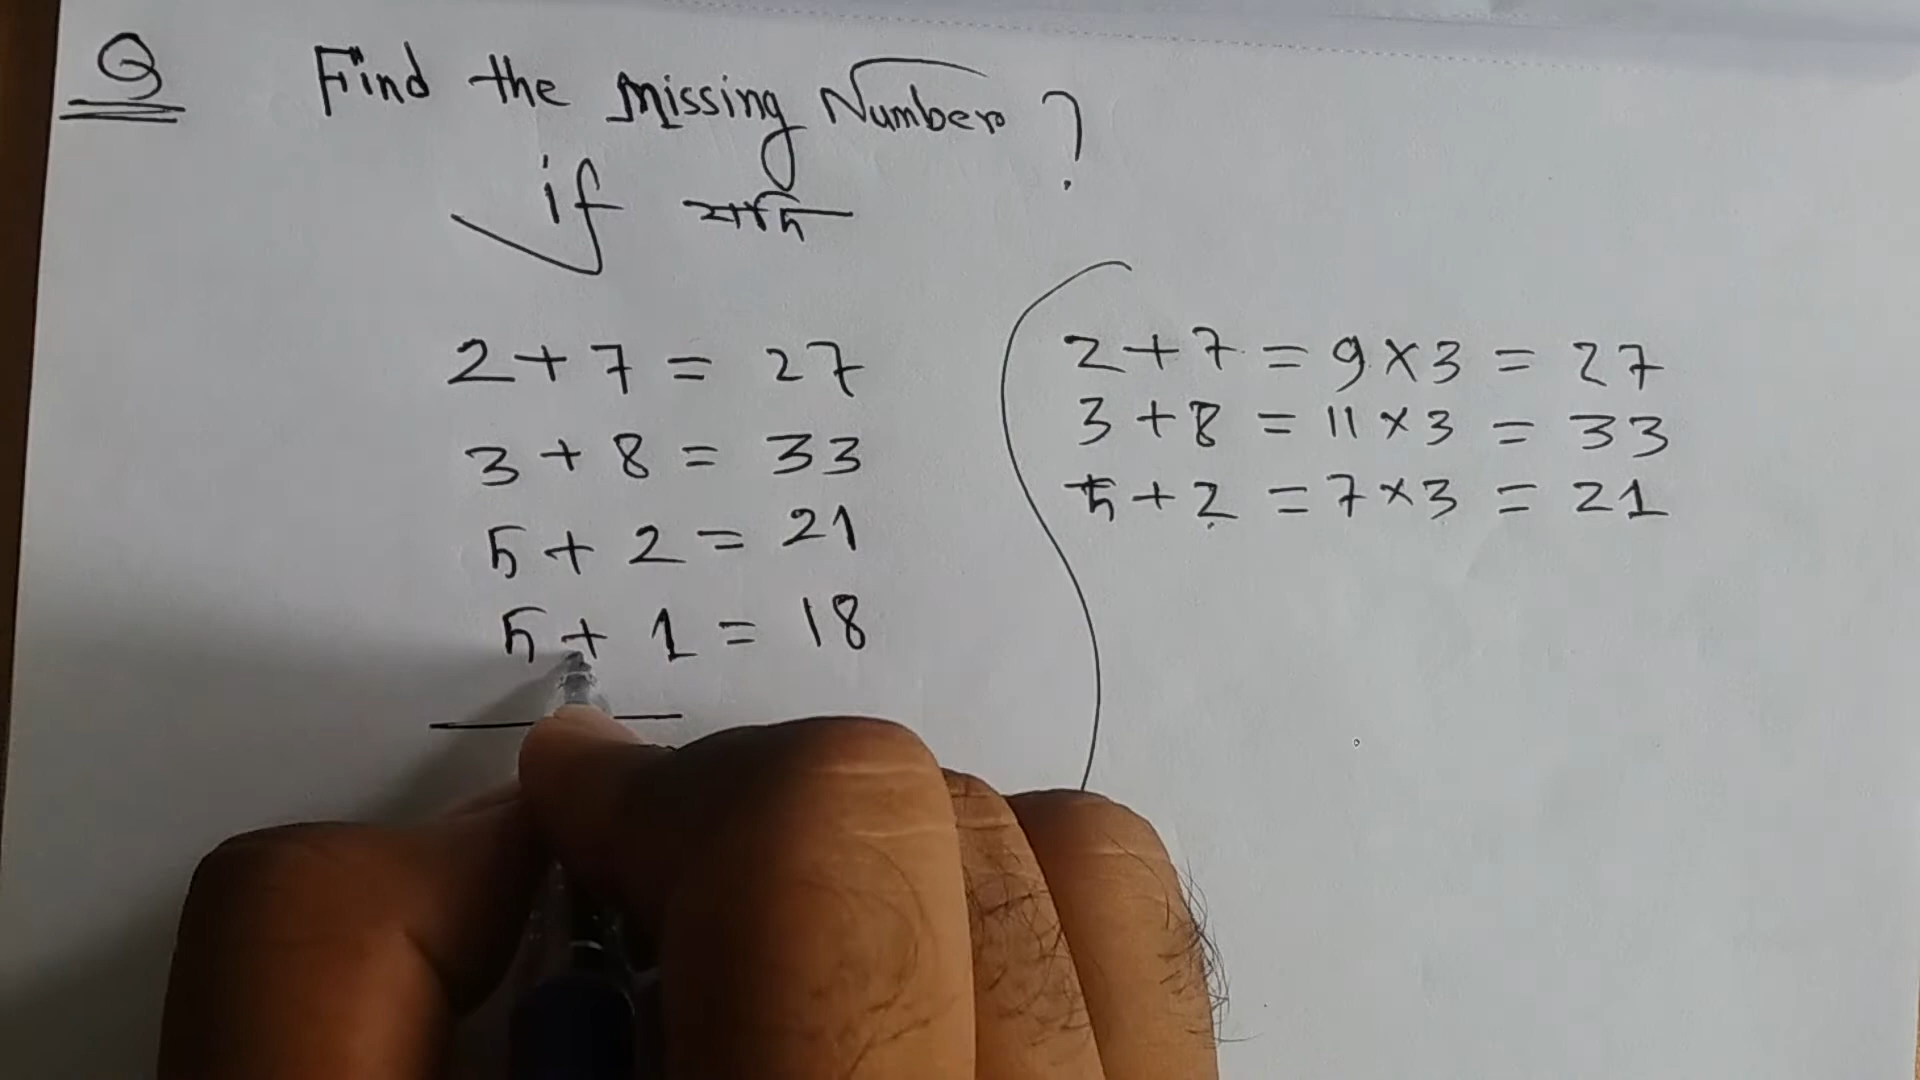 Q Find the Missing Number ?
if यदि
2 + 7 = 27
3 + 8 = 33
5 + 2 = 21
5 + 1 = 18
2 + 7 = 9 × 3 = 27
3 + 8 = 11 × 3 = 33
5 + 2 = 7 × 3 = 21